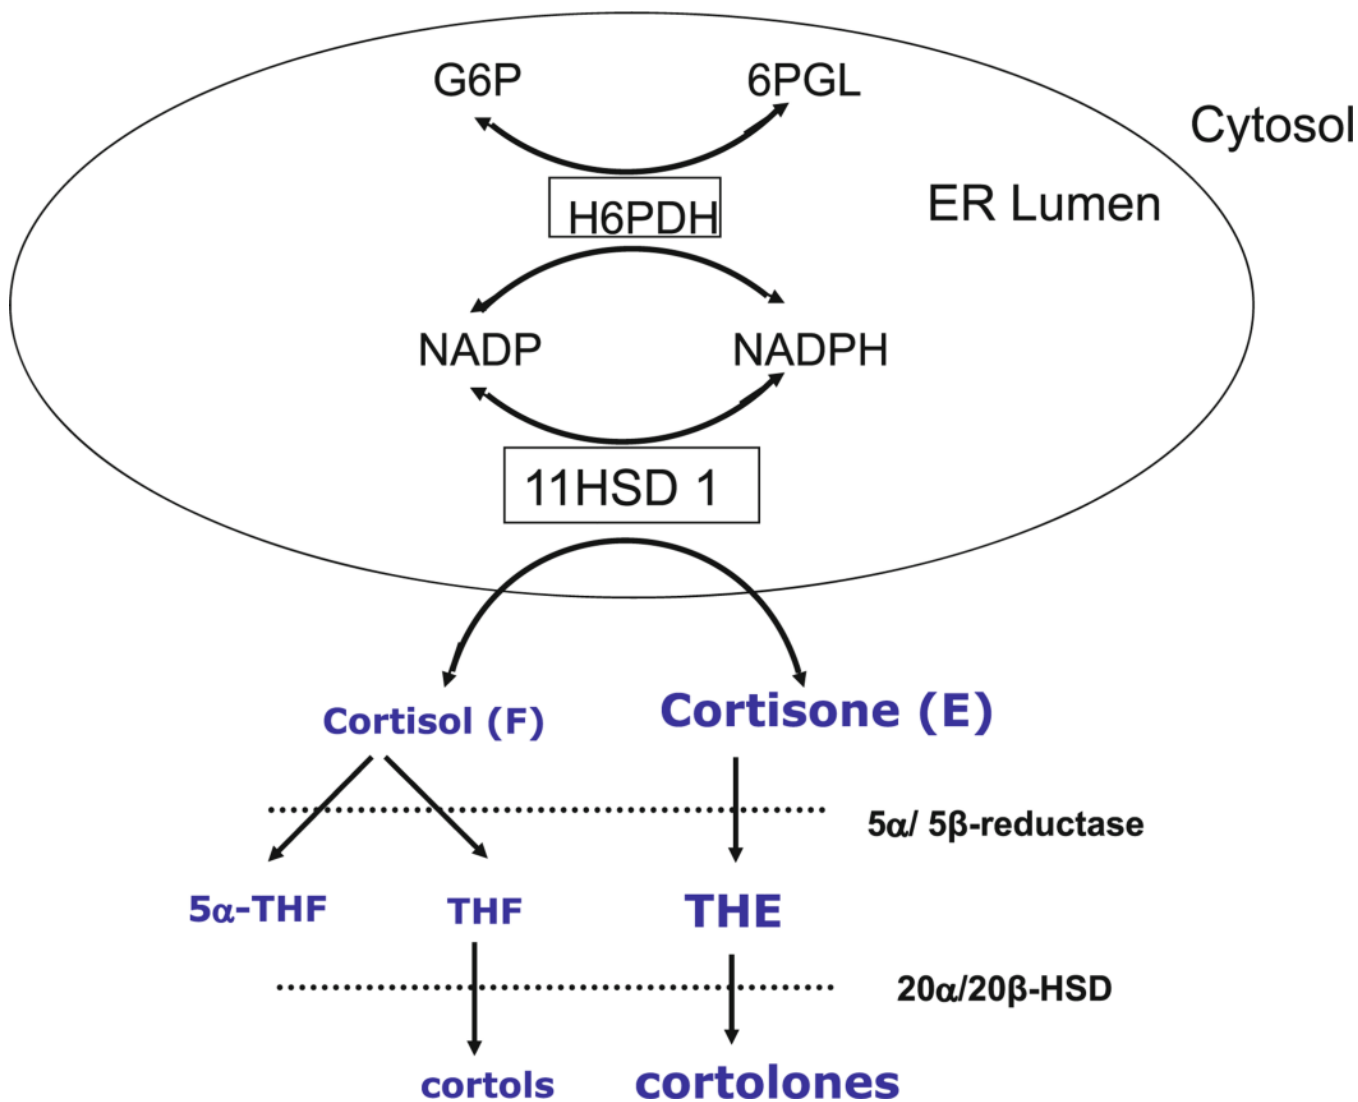 G6P
6PGL
Cytosol
ER Lumen
H6PDH
NADP
NADPH
11HSD 1
Cortisol (F)
Cortisone (E)
5α/ 5β-reductase
5α-THF
THF
THE
20α/20β-HSD
cortols
cortolones